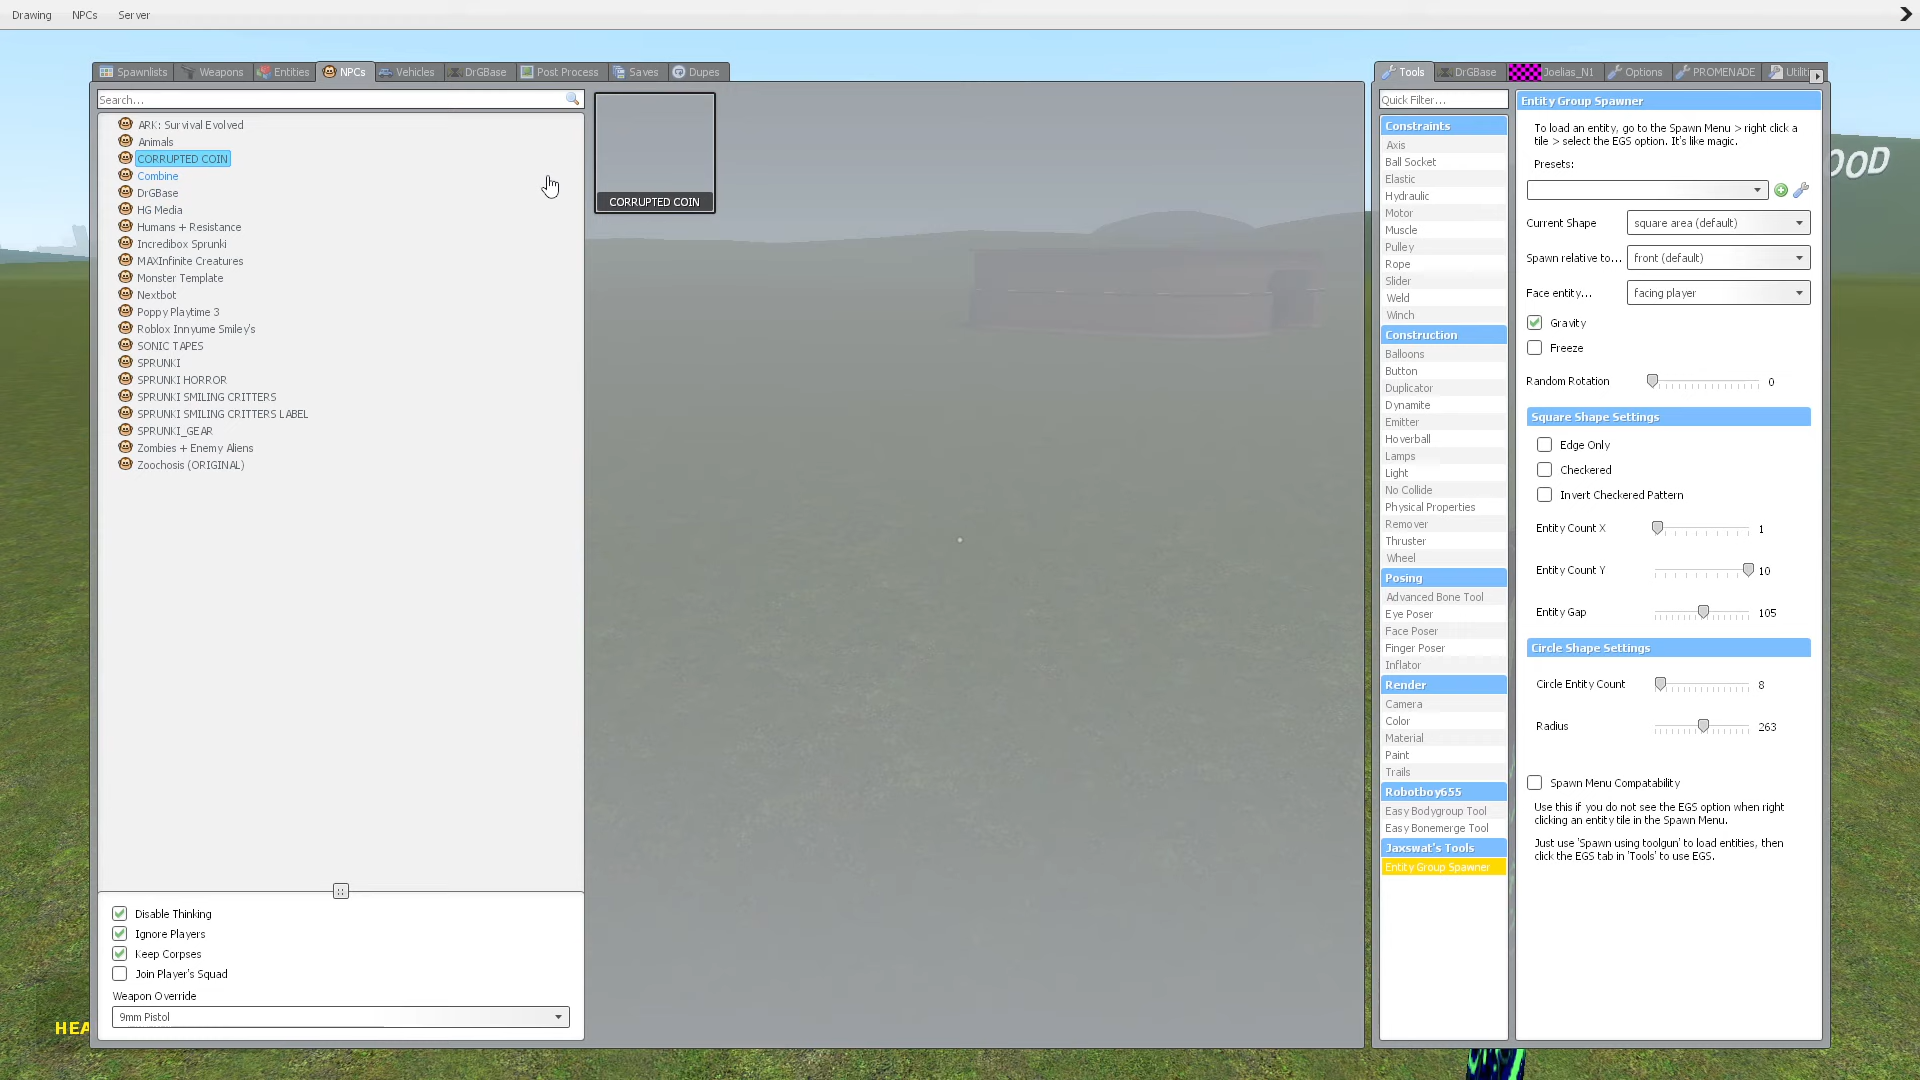 Drawing NPCs Server
Spawnlists Weapons Entities NPCs Vehicles DrGBase Post Process Saves Dupes
Search...
ARK: Survival Evolved
Animals
CORRUPTED COIN
Combine
DrGBase
HG Media
Humans + Resistance
Incredibox Sprunki
MAXInfinite Creatures
Monster Template
Nextbot
Poppy Playtime 3
Roblox Innyume Smiley's
SONIC TAPES
SPRUNKI
SPRUNKI HORROR
SPRUNKI SMILING CRITTERS
SPRUNKI SMILING CRITTERS LABEL
SPRUNKI_GEAR
Zombies + Enemy Aliens
Zoochosis (ORIGINAL)
Disable Thinking
Ignore Players
Keep Corpses
Join Player's Squad
Weapon Override
9mm Pistol
HEA
CORRUPTED COIN
Tools DrGBase Joelias_N1 Options PROMENADE Utiliti
Quick Filter...
Constraints
Axis
Ball Socket
Elastic
Hydraulic
Motor
Muscle
Pulley
Rope
Slider
Weld
Winch
Construction
Balloons
Button
Duplicator
Dynamite
Emitter
Hoverball
Lamps
Light
No Collide
Physical Properties
Remover
Thruster
Wheel
Posing
Advanced Bone Tool
Eye Poser
Face Poser
Finger Poser
Inflator
Render
Camera
Color
Material
Paint
Trails
Robotboy655
Easy Bodygroup Tool
Easy Bonemerge Tool
Jaxswat's Tools
Entity Group Spawner
Entity Group Spawner
To load an entity, go to the Spawn Menu > right click a
tile > select the EGS option. It's like magic.
Presets:
Current Shape square area (default)
Spawn relative to... front (default)
Face entity... facing player
Gravity
Freeze
Random Rotation 0
Square Shape Settings
Edge Only
Checkered
Invert Checkered Pattern
Entity Count X 1
Entity Count Y 10
Entity Gap 105
Circle Shape Settings
Circle Entity Count 8
Radius 263
Spawn Menu Compatability
Use this if you do not see the EGS option when right
clicking an entity tile in the Spawn Menu.
Just use 'Spawn using toolgun' to load entities, then
click the EGS tab in 'Tools' to use EGS.
OOD